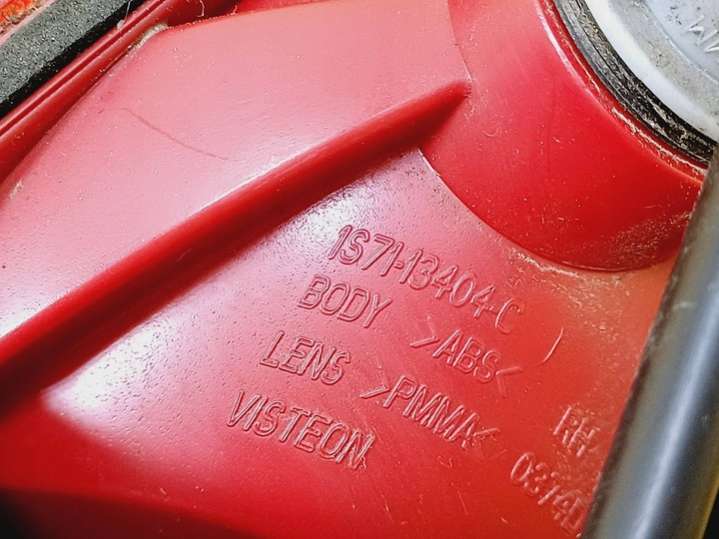 1S71-13404-C
BODY >ABS<
LENS >PMMA<
VISTEON
RH